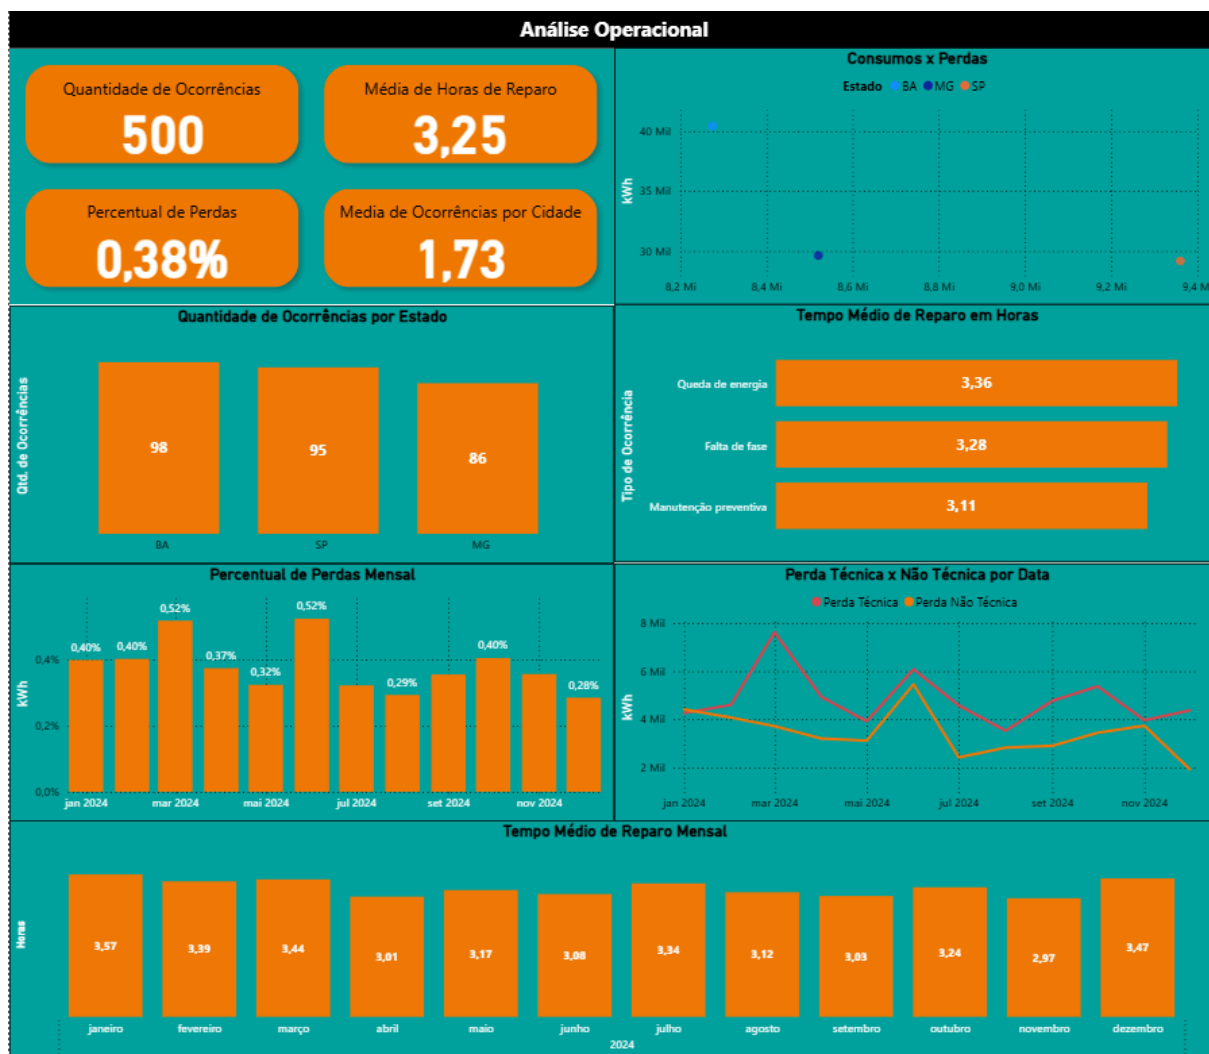 Análise Operacional
Quantidade de Ocorrências
500
Média de Horas de Reparo
3,25
Percentual de Perdas
0,38%
Media de Ocorrências por Cidade
1,73
Consumos x Perdas
Estado BA MG SP
kWh
40 Mil
35 Mil
30 Mil
8,2 Mi 8,4 Mi 8,6 Mi 8,8 Mi 9,0 Mi 9,2 Mi 9,4 M
Quantidade de Ocorrências por Estado
Qtd. de Ocorrências
98 95 86
BA SP MG
Tempo Médio de Reparo em Horas
Tipo de Ocorrência
Queda de energia 3,36
Falta de fase 3,28
Manutenção preventiva 3,11
Percentual de Perdas Mensal
kWh
0,4%
0,2%
0,0%
0,40% 0,40% 0,52% 0,37% 0,32% 0,52% 0,29% 0,40% 0,28%
jan 2024 mar 2024 mai 2024 jul 2024 set 2024 nov 2024
Perda Técnica x Não Técnica por Data
Perda Técnica Perda Não Técnica
kWh
8 Mil
6 Mil
4 Mil
2 Mil
jan 2024 mar 2024 mai 2024 jul 2024 set 2024 nov 2024
Tempo Médio de Reparo Mensal
Horas
3,57 3,39 3,44 3,01 3,17 3,08 3,34 3,12 3,03 3,24 2,97 3,47
janeiro fevereiro março abril maio junho julho agosto setembro outubro novembro dezembro
2024